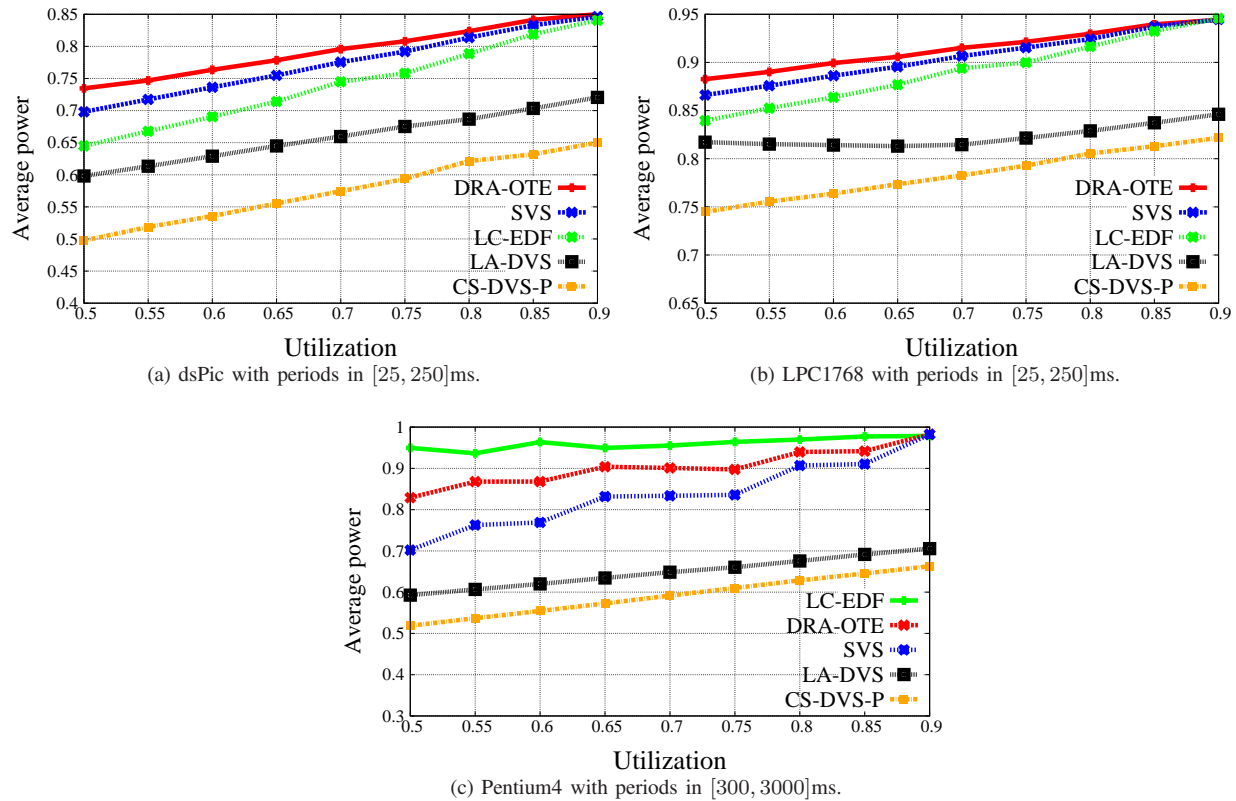 0.85
0.8
0.75
0.7
0.65
0.6
0.55
0.5
0.45
0.4
Average power
DRA-OTE
SVS
LC-EDF
LA-DVS
CS-DVS-P
0.5 0.55 0.6 0.65 0.7 0.75 0.8 0.85 0.9
Utilization
(a) dsPic with periods in [25, 250]ms.
0.95
0.9
0.85
0.8
0.75
0.7
0.65
Average power
DRA-OTE
SVS
LC-EDF
LA-DVS
CS-DVS-P
0.5 0.55 0.6 0.65 0.7 0.75 0.8 0.85 0.9
Utilization
(b) LPC1768 with periods in [25, 250]ms.
1
0.9
0.8
0.7
0.6
0.5
0.4
0.3
Average power
LC-EDF
DRA-OTE
SVS
LA-DVS
CS-DVS-P
0.5 0.55 0.6 0.65 0.7 0.75 0.8 0.85 0.9
Utilization
(c) Pentium4 with periods in [300, 3000]ms.